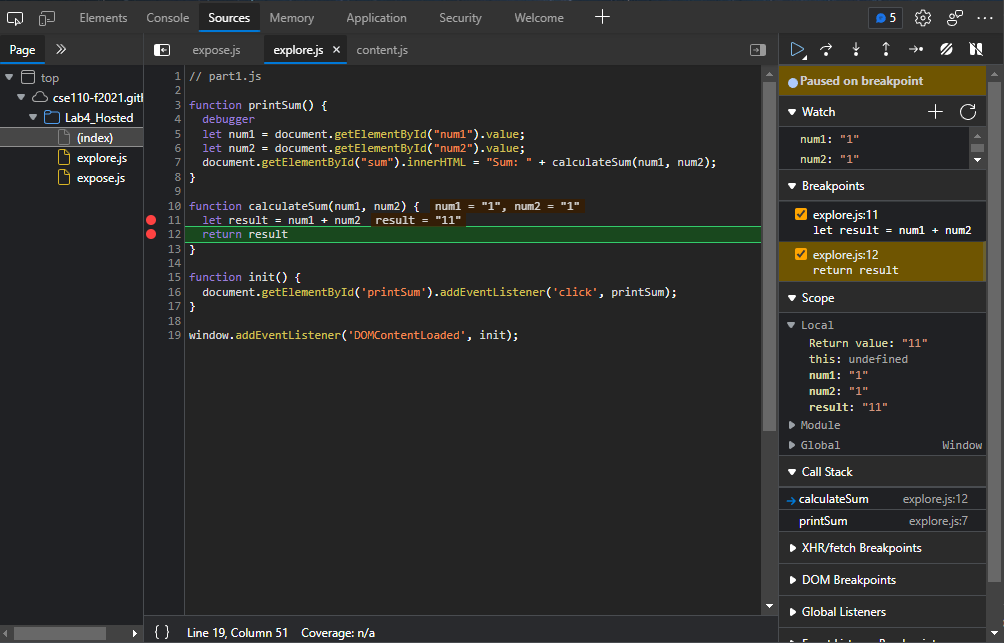 Elements Console Sources Memory Application Security Welcome 5
Page
expose.js explore.js content.js
top
cse110-f2021.gitl
Lab4_Hosted
(index)
explore.js
expose.js
1 // part1.js
2
3 function printSum() {
4 debugger
5 let num1 = document.getElementById("num1").value;
6 let num2 = document.getElementById("num2").value;
7 document.getElementById("sum").innerHTML = "Sum: " + calculateSum(num1, num2);
8 }
9
10 function calculateSum(num1, num2) { num1 = "1", num2 = "1"
11 let result = num1 + num2 result = "11"
12 return result
13 }
14
15 function init() {
16 document.getElementById('printSum').addEventListener('click', printSum);
17 }
18
19 window.addEventListener('DOMContentLoaded', init);
{ } Line 19, Column 51 Coverage: n/a
Paused on breakpoint
Watch
num1: "1"
num2: "1"
Breakpoints
explore.js:11
let result = num1 + num2
explore.js:12
return result
Scope
Local
Return value: "11"
this: undefined
num1: "1"
num2: "1"
result: "11"
Module
Global Window
Call Stack
calculateSum explore.js:12
printSum explore.js:7
XHR/fetch Breakpoints
DOM Breakpoints
Global Listeners